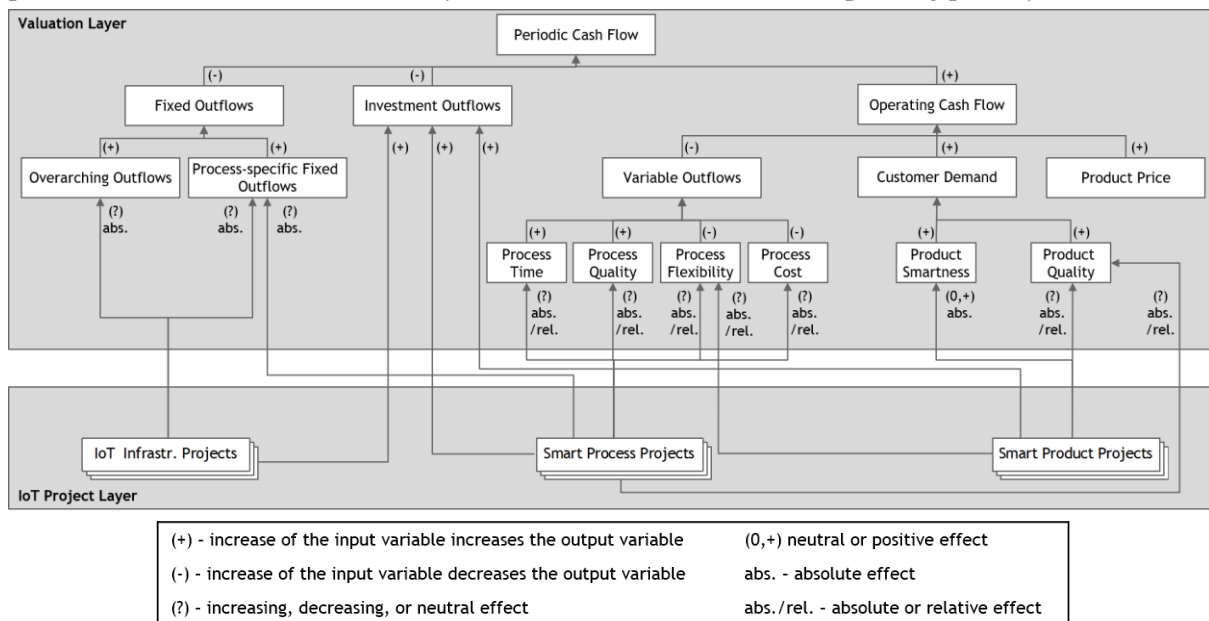 Valuation Layer
Periodic Cash Flow
(-)
(-)
(+)
Fixed Outflows
Investment Outflows
Operating Cash Flow
(+)
(+)
(+)
(+)
(+)
(-)
(+)
(+)
Overarching Outflows
Process-specific Fixed
Outflows
Variable Outflows
Customer Demand
Product Price
(?)
abs.
(?)
abs.
(?)
abs.
(+)
(+)
(-)
(-)
(+)
(+)
Process
Time
Process
Quality
Process
Flexibility
Process
Cost
Product
Smartness
Product
Quality
(?)
abs.
/rel.
(?)
abs.
/rel.
(?)
abs.
/rel.
(?)
abs.
/rel.
(?)
abs.
/rel.
(0,+)
abs.
(?)
abs.
/rel.
(?)
abs.
/rel.
IoT Infrastr. Projects
Smart Process Projects
Smart Product Projects
IoT Project Layer
(+) - increase of the input variable increases the output variable
(0,+) neutral or positive effect
(-) - increase of the input variable decreases the output variable
abs. - absolute effect
(?) - increasing, decreasing, or neutral effect
abs./rel. - absolute or relative effect